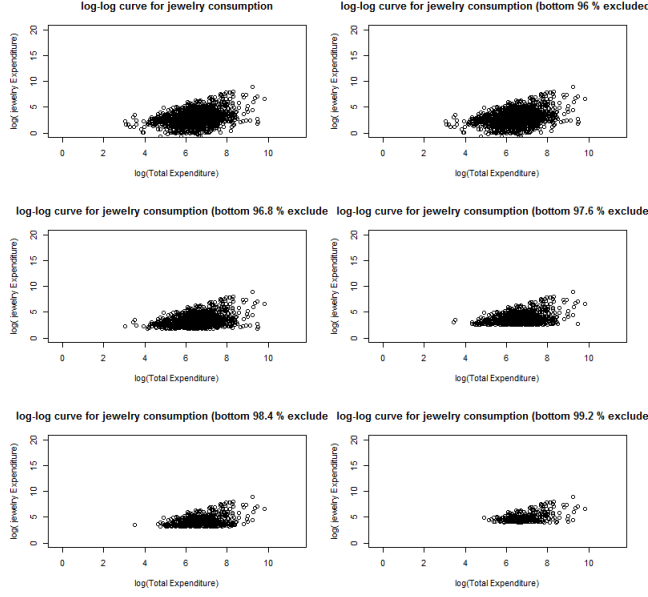 log-log curve for jewelry consumption
log-log curve for jewelry consumption (bottom 96 % excluded
log( jewelry Expenditure)
20
15
10
5
0
0 2 4 6 8 10
log(Total Expenditure)
log( jewelry Expenditure)
20
15
10
5
0
0 2 4 6 8 10
log(Total Expenditure)
log-log curve for jewelry consumption (bottom 96.8 % exclude
log-log curve for jewelry consumption (bottom 97.6 % exclude
log( jewelry Expenditure)
20
15
10
5
0
0 2 4 6 8 10
log(Total Expenditure)
log( jewelry Expenditure)
20
15
10
5
0
0 2 4 6 8 10
log(Total Expenditure)
log-log curve for jewelry consumption (bottom 98.4 % exclude
log-log curve for jewelry consumption (bottom 99.2 % exclude
log( jewelry Expenditure)
20
15
10
5
0
0 2 4 6 8 10
log(Total Expenditure)
log( jewelry Expenditure)
20
15
10
5
0
0 2 4 6 8 10
log(Total Expenditure)